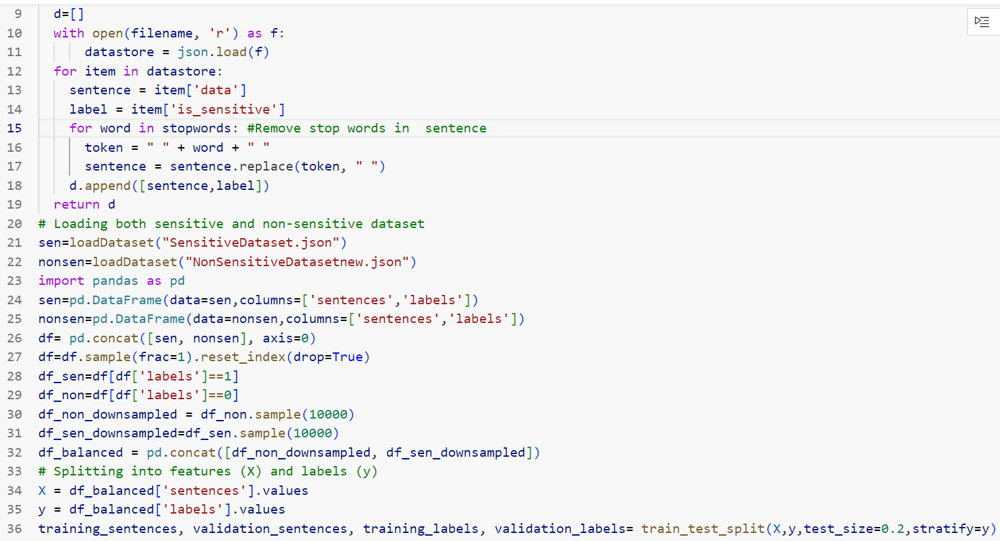 9 d=[]
10 with open(filename, 'r') as f:
11 datastore = json.load(f)
12 for item in datastore:
13 sentence = item['data']
14 label = item['is_sensitive']
15 for word in stopwords: #Remove stop words in  sentence
16 token = " " + word + " "
17 sentence = sentence.replace(token, " ")
18 d.append([sentence,label])
19 return d
20 # Loading both sensitive and non-sensitive dataset
21 sen=loadDataset("SensitiveDataset.json")
22 nonsen=loadDataset("NonSensitiveDatasetnew.json")
23 import pandas as pd
24 sen=pd.DataFrame(data=sen,columns=['sentences','labels'])
25 nonsen=pd.DataFrame(data=nonsen,columns=['sentences','labels'])
26 df= pd.concat([sen, nonsen], axis=0)
27 df=df.sample(frac=1).reset_index(drop=True)
28 df_sen=df[df['labels']==1]
29 df_non=df[df['labels']==0]
30 df_non_downsampled = df_non.sample(10000)
31 df_sen_downsampled=df_sen.sample(10000)
32 df_balanced = pd.concat([df_non_downsampled, df_sen_downsampled])
33 # Splitting into features (X) and labels (y)
34 X = df_balanced['sentences'].values
35 y = df_balanced['labels'].values
36 training_sentences, validation_sentences, training_labels, validation_labels= train_test_split(X,y,test_size=0.2,stratify=y)